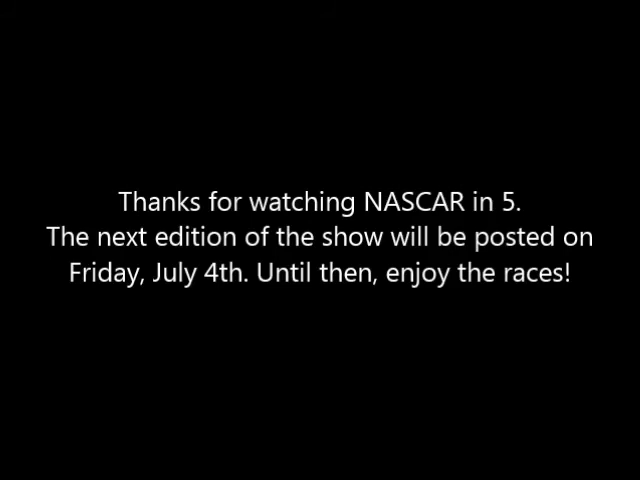 Thanks for watching NASCAR in 5.
The next edition of the show will be posted on
Friday, July 4th. Until then, enjoy the races!